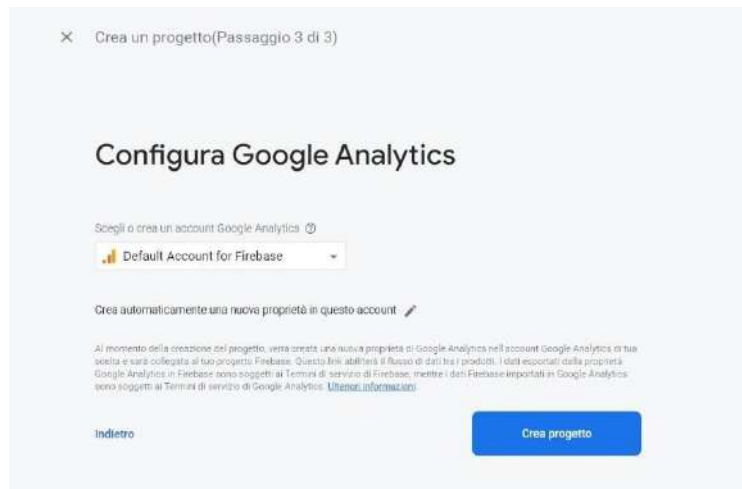 Crea un progetto(Passaggio 3 di 3)
Configura Google Analytics
Scegli o crea un account Google Analytics
Default Account for Firebase
Crea automaticamente una nuova proprietà in questo account
Al momento della creazione del progetto, verrà creata una nuova proprietà di Google Analytics nell'account Google Analytics di tua
scelta e sarà collegata al tuo progetto Firebase. Questo link abiliterà il flusso di dati tra i prodotti. I dati esportati dalla proprietà
Google Analytics in Firebase sono soggetti ai Termini di servizio di Firebase, mentre i dati Firebase importati in Google Analytics
sono soggetti ai Termini di servizio di Google Analytics. Ulteriori informazioni
Indietro
Crea progetto